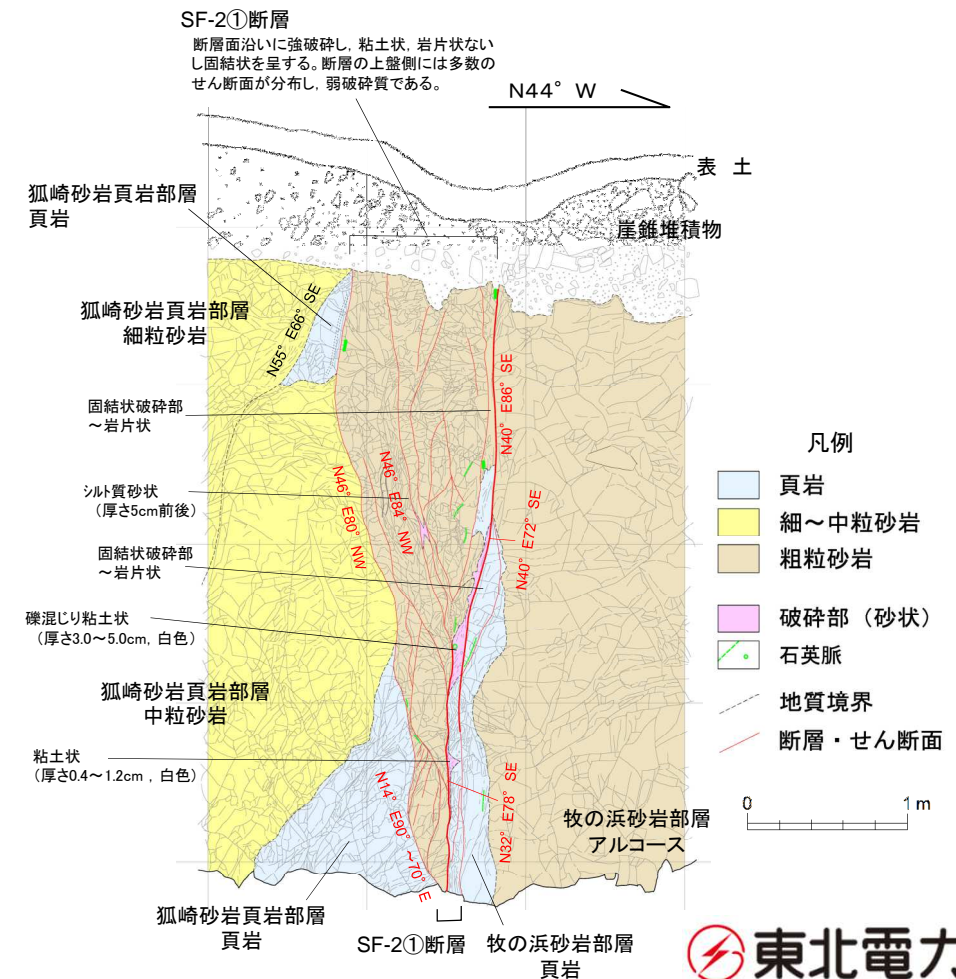 SF-2①断層
断層面沿いに強破砕し，粘土状，岩片状ない
し固結状を呈する。断層の上盤側には多数の
せん断面が分布し，弱破砕質である。
N44° W
表 土
崖錐堆積物
狐崎砂岩頁岩部層
頁岩
狐崎砂岩頁岩部層
細粒砂岩
N55° E66° SE
固結状破砕部
～岩片状
N40° E86° SE
N46° E80° NW
N46° E84° NW
シルト質砂状
（厚さ5cm前後）
N40° E72° SE
固結状破砕部
～岩片状
礫混じり粘土状
（厚さ3.0～5.0cm，白色）
狐崎砂岩頁岩部層
中粒砂岩
粘土状
（厚さ0.4～1.2cm，白色）
N14° E90° ～70° E
N32° E78° SE
牧の浜砂岩部層
アルコース
狐崎砂岩頁岩部層
頁岩
SF-2①断層
牧の浜砂岩部層
頁岩
凡例
頁岩
細～中粒砂岩
粗粒砂岩
破砕部（砂状）
石英脈
地質境界
断層・せん断面
0 1m
東北電力